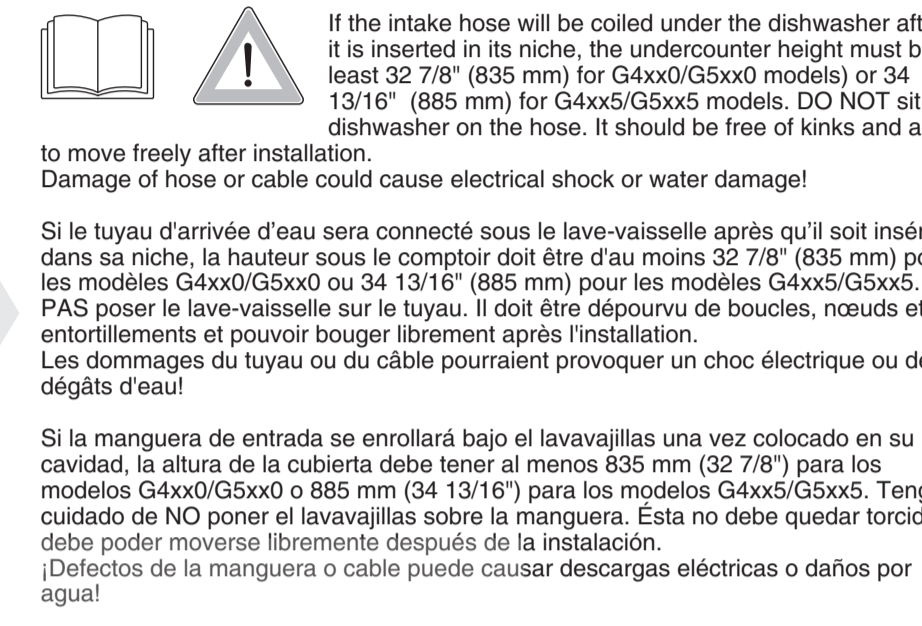 If the intake hose will be coiled under the dishwasher
it is inserted in its niche, the undercounter height must
least 32 7/8" (835 mm) for G4xx0/G5xx0 models) or 34
13/16" (885 mm) for G4xx5/G5xx5 models. DO NOT sit
dishwasher on the hose. It should be free of kinks and
to move freely after installation.
Damage of hose or cable could cause electrical shock or water damage!
Si le tuyau d'arrivée d’eau sera connecté sous le lave-vaisselle après qu’il soit
dans sa niche, la hauteur sous le comptoir doit être d'au moins 32 7/8" (835 mm)
les modèles G4xx0/G5xx0 ou 34 13/16" (885 mm) pour les modèles G4xx5/G5xx5.
PAS poser le lave-vaisselle sur le tuyau. Il doit être dépourvu de boucles, nœuds et
entortillements et pouvoir bouger librement après l'installation.
Les dommages du tuyau ou du câble pourraient provoquer un choc électrique ou
dégâts d'eau!
Si la manguera de entrada se enrollará bajo el lavavajillas una vez colocado en su
cavidad, la altura de la cubierta debe tener al menos 835 mm (32 7/8") para los
modelos G4xx0/G5xx0 o 885 mm (34 13/16") para los modelos G4xx5/G5xx5.
cuidado de NO poner el lavavajillas sobre la manguera. Ésta no debe quedar
debe poder moverse libremente después de la instalación.
¡Defectos de la manguera o cable puede causar descargas eléctricas o daños por
agua!